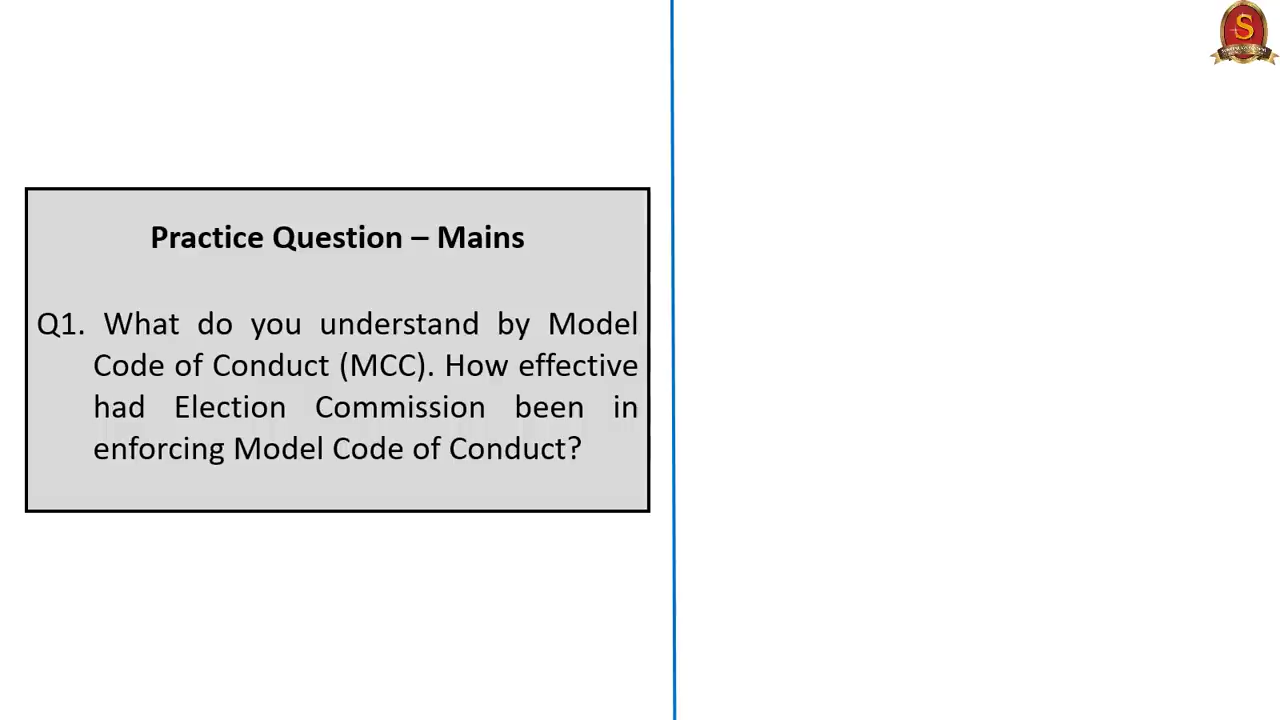 Practice Question – Mains
Q1. What do you understand by Model
Code of Conduct (MCC). How effective
had Election Commission been in
enforcing Model Code of Conduct?
S